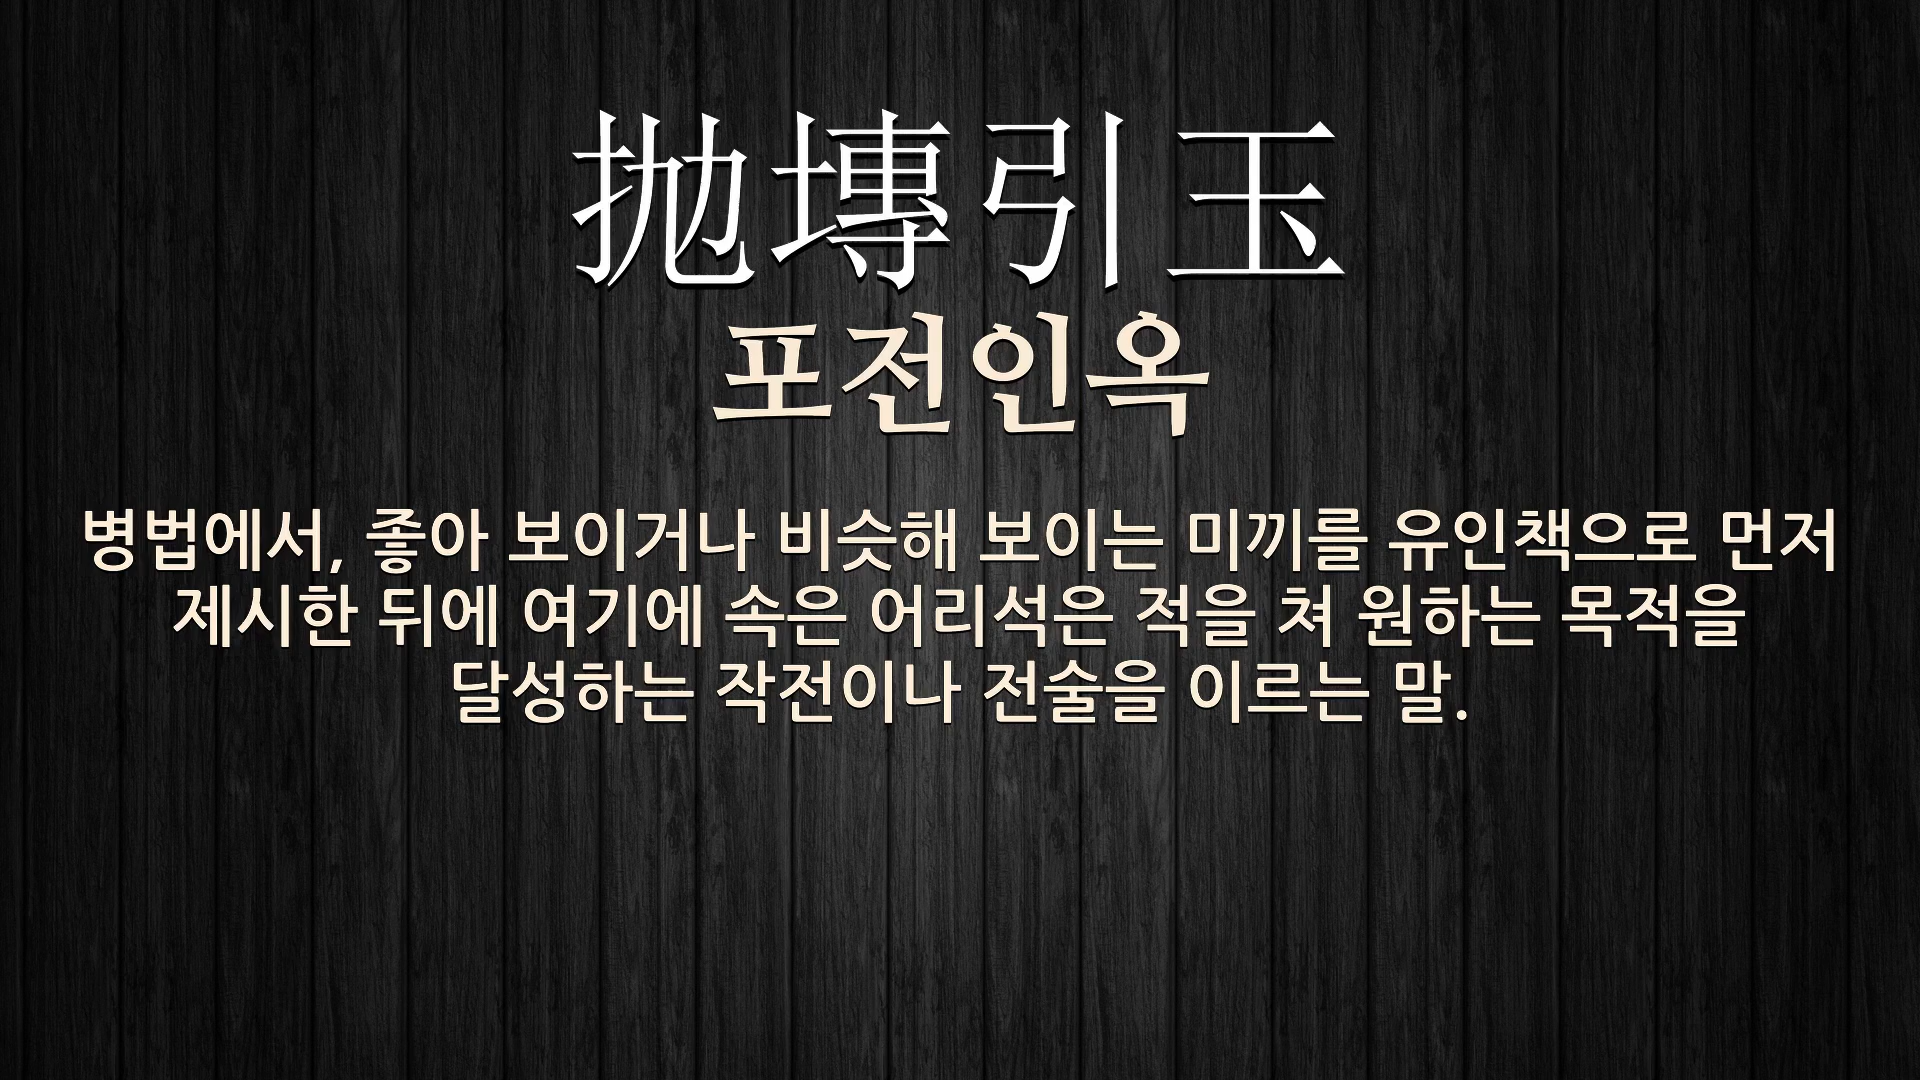 抛塼引玉
포전인옥
병법에서, 좋아 보이거나 비슷해 보이는 미끼를 유인책으로 먼저
제시한 뒤에 여기에 속은 어리석은 적을 쳐 원하는 목적을
달성하는 작전이나 전술을 이르는 말.